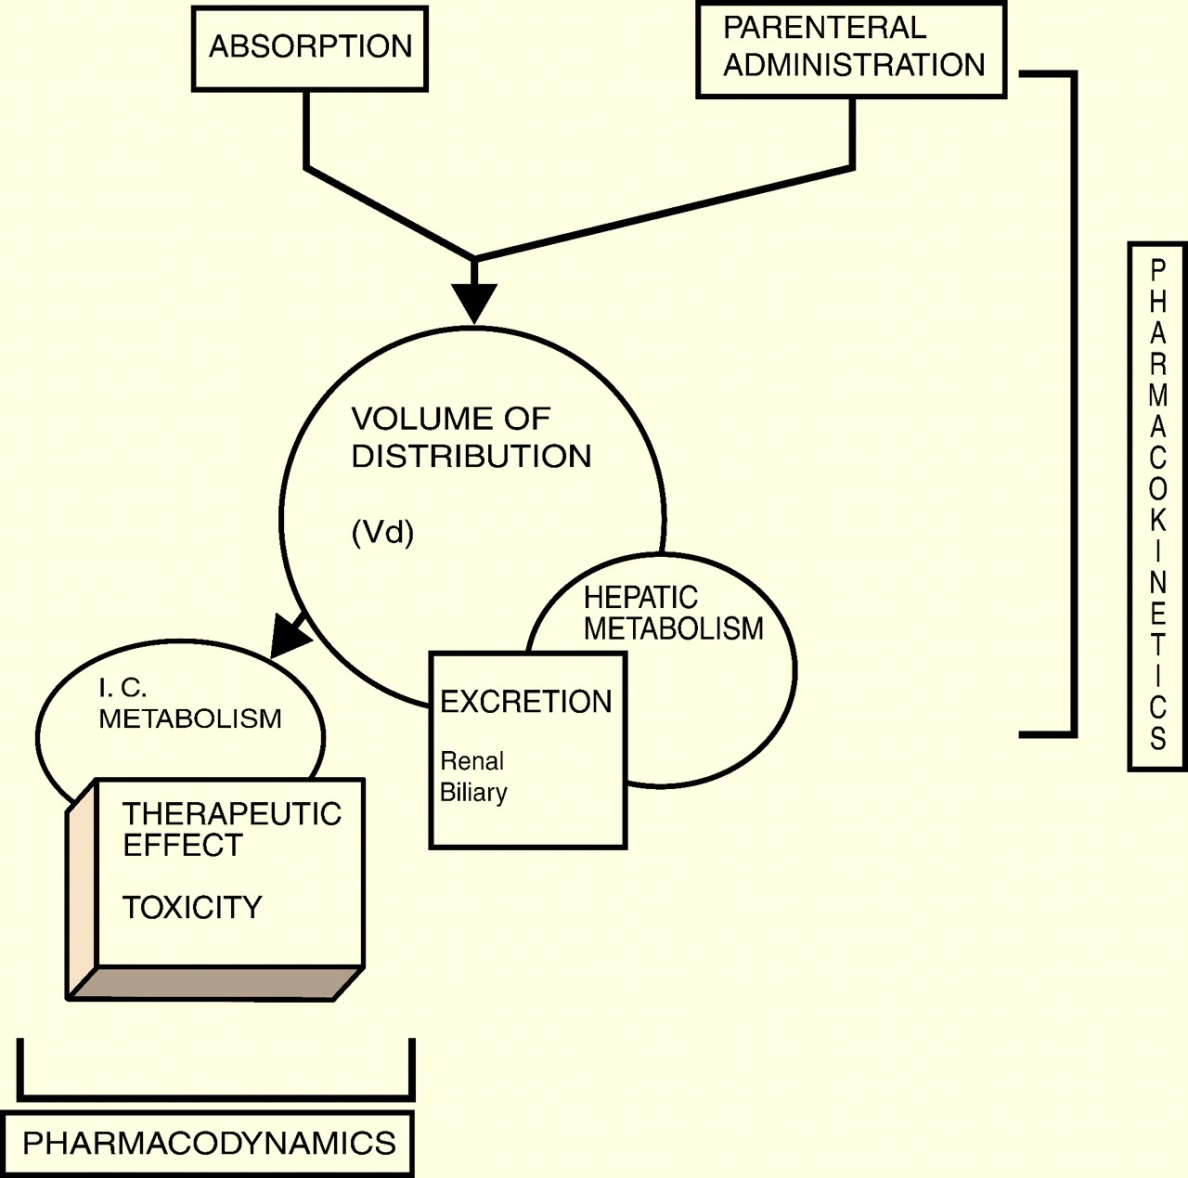 ABSORPTION
PARENTERAL
ADMINISTRATION
VOLUME OF
DISTRIBUTION
(Vd)
HEPATIC
METABOLISM
EXCRETION
Renal
Biliary
I. C.
METABOLISM
THERAPEUTIC
EFFECT
TOXICITY
PHARMACODYNAMICS
PHARMACOKINETICS